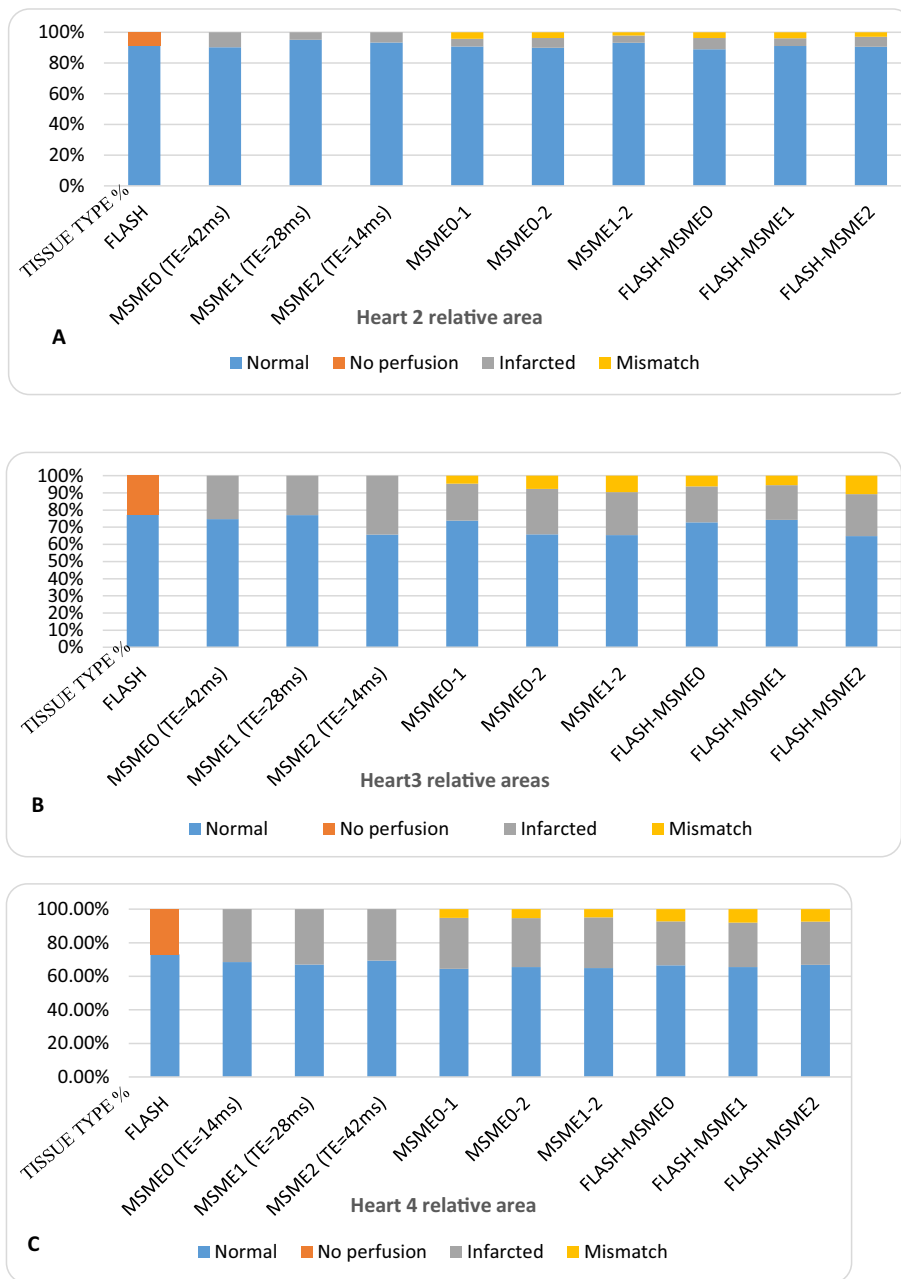 100%
80%
60%
40%
20%
0%
TISSUE TYPE %
FLASH
MSME0 (TE=42ms)
MSME1 (TE=28ms)
MSME2 (TE=14ms)
MSME0-1
MSME0-2
MSME1-2
FLASH-MSME0
FLASH-MSME1
FLASH-MSME2
Heart 2 relative area
A
Normal No perfusion Infarcted Mismatch
100%
90%
80%
70%
60%
50%
40%
30%
20%
10%
0%
TISSUE TYPE %
FLASH
MSME0 (TE=42ms)
MSME1 (TE=28ms)
MSME2 (TE=14ms)
MSME0-1
MSME0-2
MSME1-2
FLASH-MSME0
FLASH-MSME1
FLASH-MSME2
Heart3 relative areas
B
Normal No perfusion Infarcted Mismatch
100.00%
80.00%
60.00%
40.00%
20.00%
0.00%
TISSUE TYPE %
FLASH
MSME0 (TE=14ms)
MSME1 (TE=28ms)
MSME2 (TE=42ms)
MSME0-1
MSME0-2
MSME1-2
FLASH-MSME0
FLASH-MSME1
FLASH-MSME2
Heart 4 relative area
C
Normal No perfusion Infarcted Mismatch